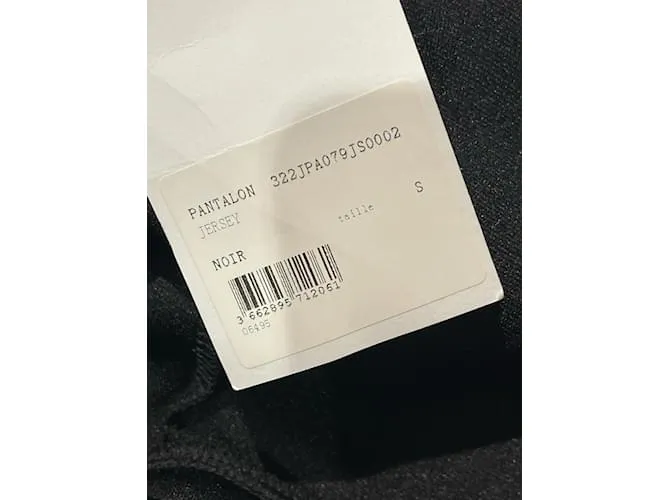 PANTALON 322JPA079JS0002
JERSEY
taille S
NOIR
3 662895 712061
06495